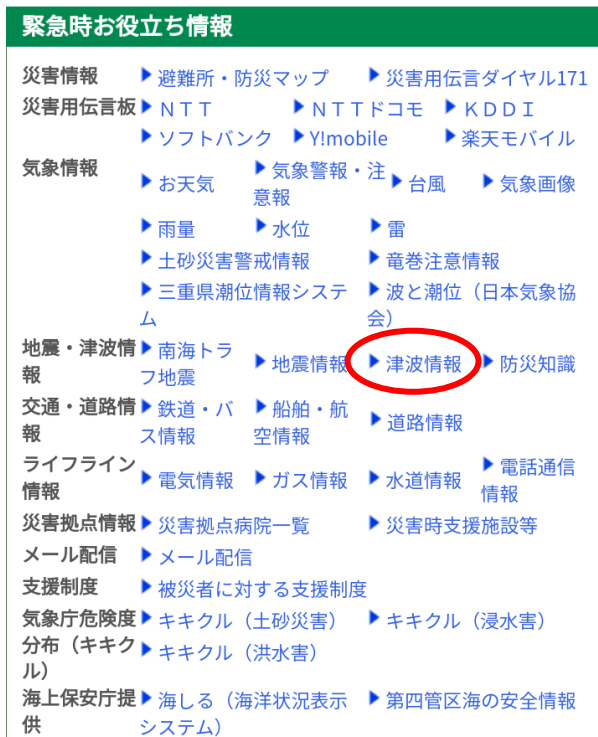 緊急時お役立ち情報
災害情報 避難所・防災マップ 災害用伝言ダイヤル171
災害用伝言板 ＮＴＴ ＮＴＴドコモ ＫＤＤＩ
ソフトバンク Y!mobile 楽天モバイル
気象情報 お天気 気象警報・注意報 台風 気象画像
雨量 水位 雷
土砂災害警戒情報 竜巻注意情報
三重県潮位情報システム 波と潮位（日本気象協会）
地震・津波情報 南海トラフ地震 地震情報 津波情報 防災知識
交通・道路情報 鉄道・バス情報 船舶・航空情報 道路情報
ライフライン情報 電気情報 ガス情報 水道情報 電話通信情報
災害拠点情報 災害拠点病院一覧 災害時支援施設等
メール配信 メール配信
支援制度 被災者に対する支援制度
気象庁危険度分布（キキクル） キキクル（土砂災害） キキクル（浸水害）
キキクル（洪水害）
海上保安庁提供 海しる（海洋状況表示システム） 第四管区海の安全情報